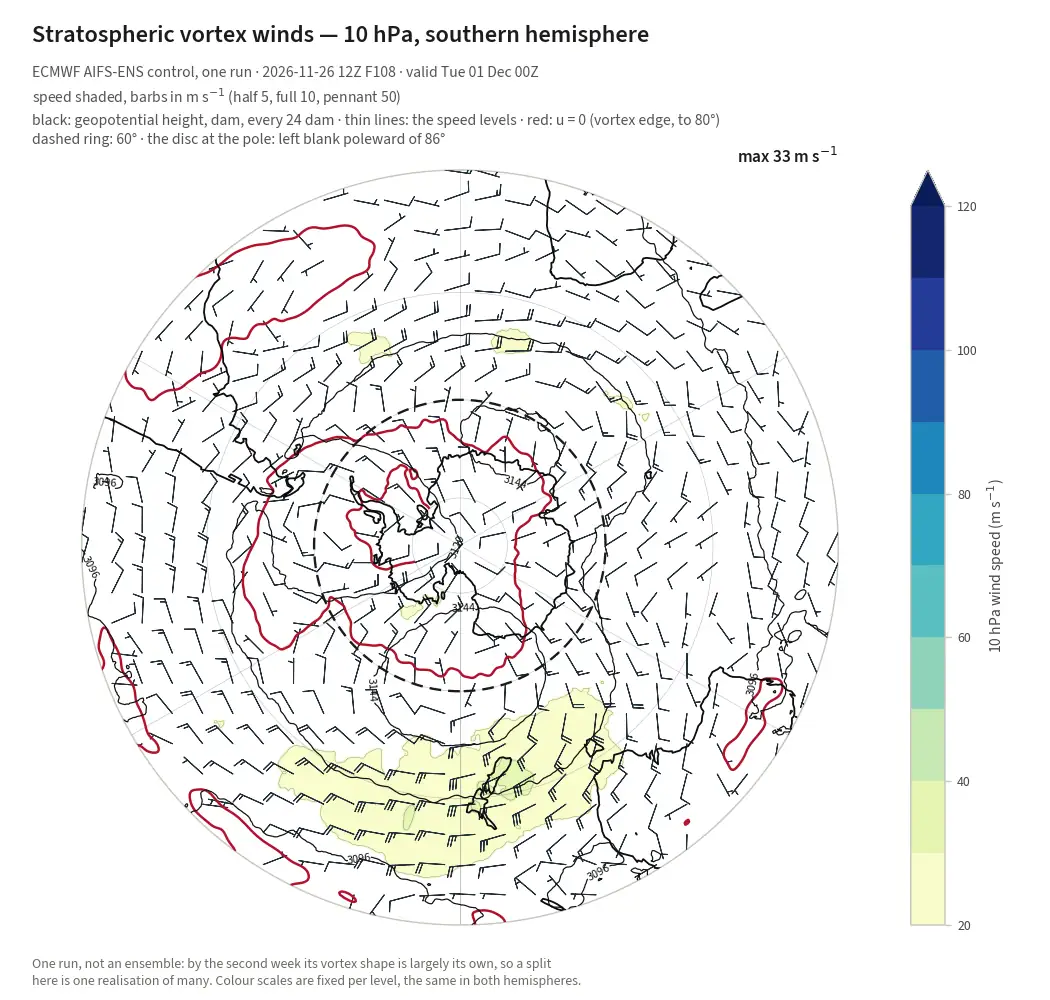 Stratospheric vortex winds — 10 hPa, southern hemisphere
ECMWF AIFS-ENS control, one run · 2026-11-26 12Z F108 · valid Tue 01 Dec 00Z
speed shaded, barbs in m s⁻¹ (half 5, full 10, pennant 50)
black: geopotential height, dam, every 24 dam · thin lines: the speed levels · red: u = 0 (vortex edge, to 80°)
dashed ring: 60° · the disc at the pole: left blank poleward of 86°
max 33 m s⁻¹
120
100
80
60
40
20
10 hPa wind speed (m s⁻¹)
3096
3144
3120
3096
3144
3144
3096
3096
3096
One run, not an ensemble: by the second week its vortex shape is largely its own, so a split
here is one realisation of many. Colour scales are fixed per level, the same in both hemispheres.